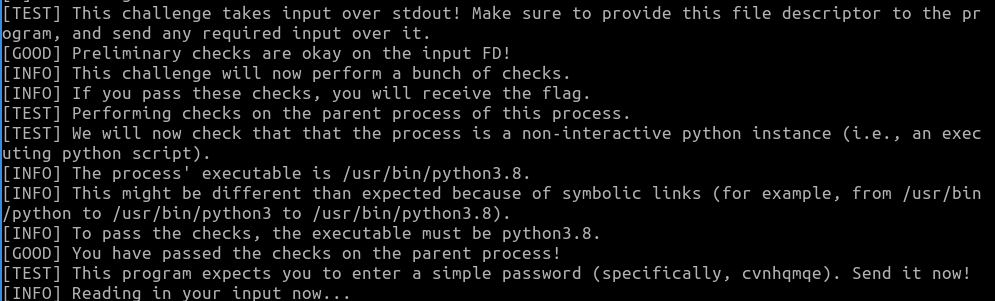 [TEST] This challenge takes input over stdout! Make sure to provide this file descriptor to the pr
ogram, and send any required input over it.
[GOOD] Preliminary checks are okay on the input FD!
[INFO] This challenge will now perform a bunch of checks.
[INFO] If you pass these checks, you will receive the flag.
[TEST] Performing checks on the parent process of this process.
[TEST] We will now check that that the process is a non-interactive python instance (i.e., an exec
uting python script).
[INFO] The process' executable is /usr/bin/python3.8.
[INFO] This might be different than expected because of symbolic links (for example, from /usr/bin
/python to /usr/bin/python3 to /usr/bin/python3.8).
[INFO] To pass the checks, the executable must be python3.8.
[GOOD] You have passed the checks on the parent process!
[TEST] This program expects you to enter a simple password (specifically, cvnhqmqe). Send it now!
[INFO] Reading in your input now...